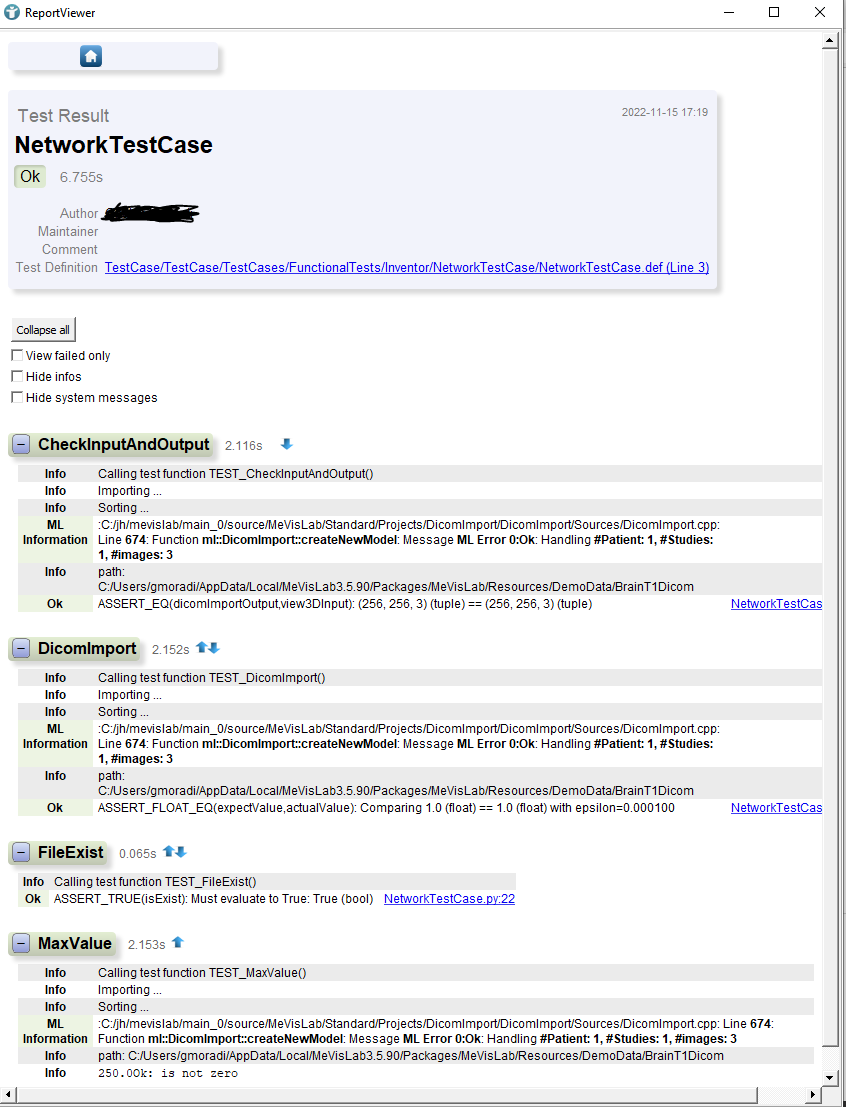 ReportViewer
Test Result
2022-11-15 17:19
NetworkTestCase
Ok 6.755s
Author
Maintainer
Comment
Test Definition TestCase/TestCase/TestCases/FunctionalTests/Inventor/NetworkTestCase/NetworkTestCase.def (Line 3)
Collapse all
View failed only
Hide infos
Hide system messages
CheckInputAndOutput 2.116s
Info Calling test function TEST_CheckInputAndOutput()
Info Importing ...
Info Sorting ...
ML :C:/jh/mevislab/main_0/source/MeVisLab/Standard/Projects/DicomImport/DicomImport/Sources/DicomImport.cpp:
Information Line 674: Function ml::DicomImport::createNewModel: Message ML Error 0:Ok: Handling #Patient: 1, #Studies:
1, #images: 3
Info path:
C:/Users/gmoradi/AppData/Local/MeVisLab3.5.90/Packages/MeVisLab/Resources/DemoData/BrainT1Dicom
Ok ASSERT_EQ(dicomImportOutput,view3DInput): (256, 256, 3) (tuple) == (256, 256, 3) (tuple) NetworkTestCas
DicomImport 2.152s
Info Calling test function TEST_DicomImport()
Info Importing ...
Info Sorting ...
ML :C:/jh/mevislab/main_0/source/MeVisLab/Standard/Projects/DicomImport/DicomImport/Sources/DicomImport.cpp:
Information Line 674: Function ml::DicomImport::createNewModel: Message ML Error 0:Ok: Handling #Patient: 1, #Studies:
1, #images: 3
Info path:
C:/Users/gmoradi/AppData/Local/MeVisLab3.5.90/Packages/MeVisLab/Resources/DemoData/BrainT1Dicom
Ok ASSERT_FLOAT_EQ(expectValue,actualValue): Comparing 1.0 (float) == 1.0 (float) with epsilon=0.000100 NetworkTestCas
FileExist 0.065s
Info Calling test function TEST_FileExist()
Ok ASSERT_TRUE(isExist): Must evaluate to True: True (bool) NetworkTestCase.py:22
MaxValue 2.153s
Info Calling test function TEST_MaxValue()
Info Importing ...
Info Sorting ...
ML :C:/jh/mevislab/main_0/source/MeVisLab/Standard/Projects/DicomImport/DicomImport/Sources/DicomImport.cpp: Line 674:
Information Function ml::DicomImport::createNewModel: Message ML Error 0:Ok: Handling #Patient: 1, #Studies: 1, #images: 3
Info path: C:/Users/gmoradi/AppData/Local/MeVisLab3.5.90/Packages/MeVisLab/Resources/DemoData/BrainT1Dicom
Info 250.0Ok: is not zero